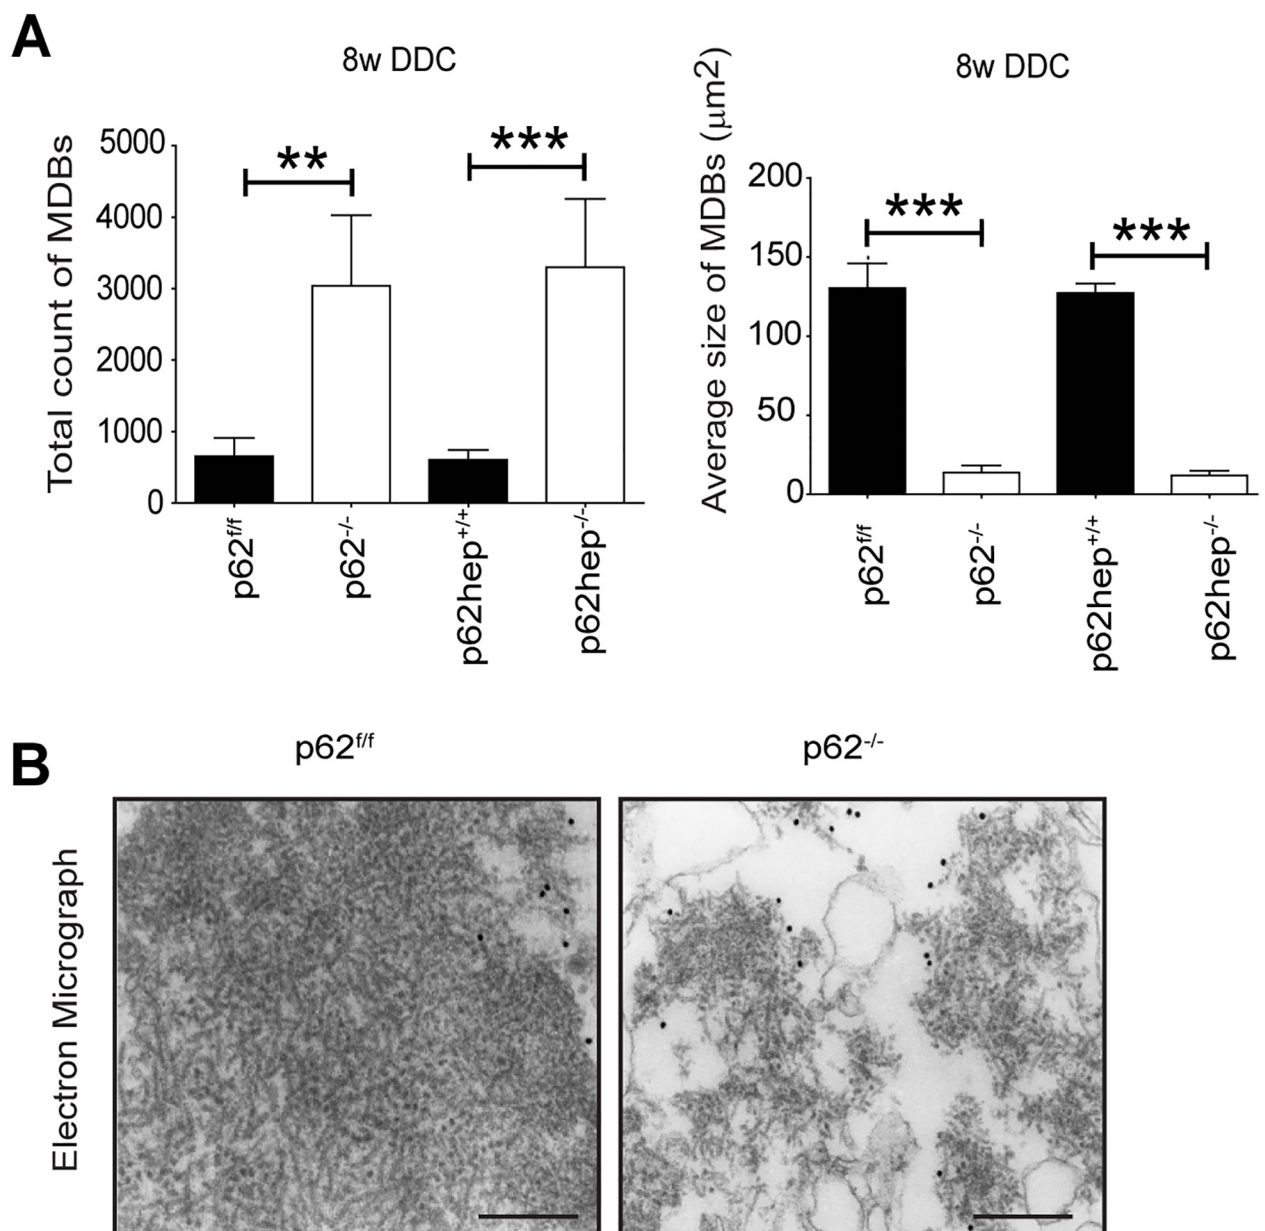 A
8w DDC
8w DDC
Total count of MDBs
5000
4000
3000
2000
1000
0
**
***
p62f/f
p62-/-
p62hep+/+
p62hep-/-
Average size of MDBs (μm2)
200
150
100
50
0
***
***
p62f/f
p62-/-
p62hep+/+
p62hep-/-
B
p62f/f
p62-/-
Electron Micrograph